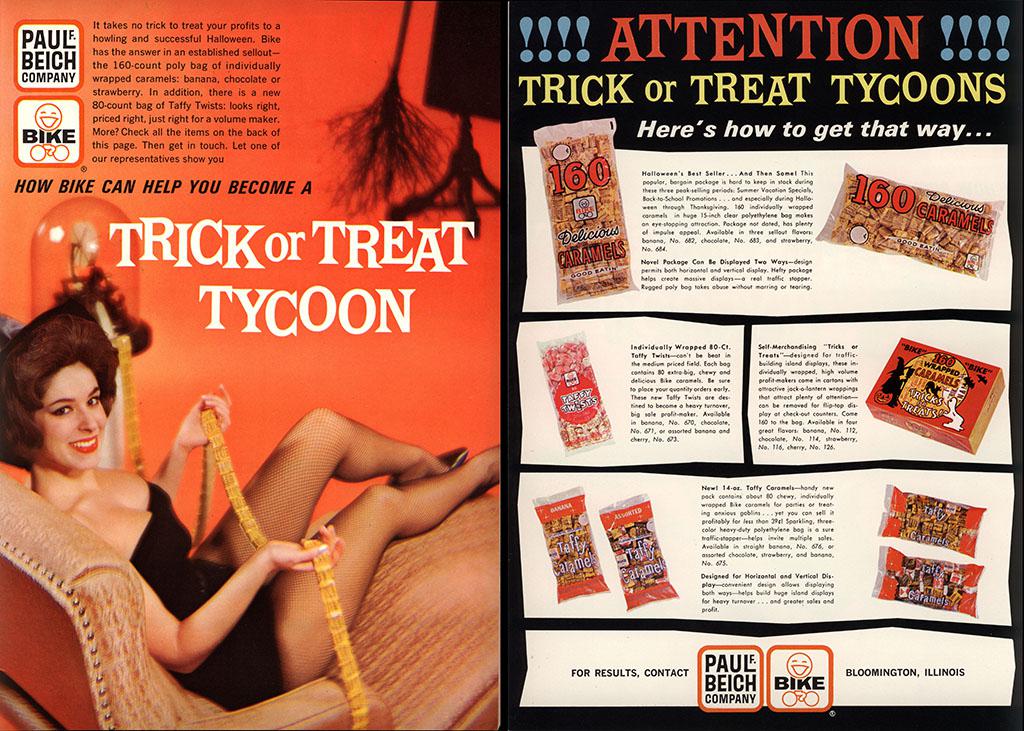 PAUL F.
BEICH
COMPANY
BIKE
®
It takes no trick to treat your profits to a
howling and successful Halloween. Bike
has the answer in an established sellout—
the 160-count poly bag of individually
wrapped caramels: banana, chocolate or
strawberry. In addition, there is a new
80-count bag of Taffy Twists: looks right,
priced right, just right for a volume maker.
More? Check all the items on the back of
this page. Then get in touch. Let one of
our representatives show you
HOW BIKE CAN HELP YOU BECOME A
TRICK or TREAT
TYCOON
!!!! ATTENTION !!!!
TRICK or TREAT TYCOONS
Here's how to get that way...
160
BIKE
Delicious
CARAMELS
GOOD EATIN'
Halloween's Best Seller . . . And Then Some! This
popular, bargain package is hard to keep in stock during
these three peak-selling periods: Summer Vacation Specials,
Back-to-School Promotions . . . and especially during Hallo-
ween through Thanksgiving. 160 individually wrapped
caramels in huge 15-inch clear polyethylene bag makes
an eye-stopping attraction. Package not dated, has plenty
of impulse appeal. Available in three sellout flavors:
banana, No. 682, chocolate, No. 683, and strawberry,
No. 684.
Novel Package Can Be Displayed Two Ways—design
permits both horizontal and vertical display. Hefty package
helps create massive displays—a real traffic stopper.
Rugged poly bag takes abuse without marring or tearing.
160 Delicious
CARAMELS
GOOD EATIN'
TAFFY
TWISTS
Individually Wrapped 80-Ct.
Taffy Twists—can't be beat in
the medium priced field. Each bag
contains 80 extra-big, chewy and
delicious Bike caramels. Be sure
to place your quantity orders early.
These new Taffy Twists are des-
tined to become a heavy turnover,
big sale profit-maker. Available
in banana, No. 670, chocolate,
No. 671, or assorted banana and
cherry, No. 673.
Self-Merchandising "Tricks or
Treats"—designed for traffic-
building island displays, these in-
dividually wrapped, high volume
profit-makers come in cartons with
attractive jack-o-lantern wrappings
that attract plenty of attention—
can be removed for flip-top dis-
play at check-out counters. Come
160 to the bag. Available in four
great flavors: banana, No. 112,
chocolate, No. 114, strawberry,
No. 116, cherry, No. 126.
"BIKE" "BIKE"
160
WRAPPED
CARAMELS
TRICKS
TREATS!
BANANA
Taffy
Caramels
ASSORTED
Taffy
Caramels
New! 14-oz. Taffy Caramels—handy new
pack contains about 80 chewy, individually
wrapped Bike caramels for parties or treat-
ing anxious goblins . . . yet you can sell it
profitably for less than 39¢! Sparkling, three-
color heavy-duty polyethylene bag is a sure
traffic-stopper—helps invite multiple sales.
Available in straight banana, No. 676, or
assorted chocolate, strawberry, and banana,
No. 675.
Designed for Horizontal and Vertical Dis-
play—convenient design allows displaying
both ways—helps build huge island displays
for heavy turnover . . . and greater sales and
profit.
Taffy
Caramels
Taffy
Caramels
FOR RESULTS, CONTACT
PAUL F.
BEICH
COMPANY
BIKE
®
BLOOMINGTON, ILLINOIS